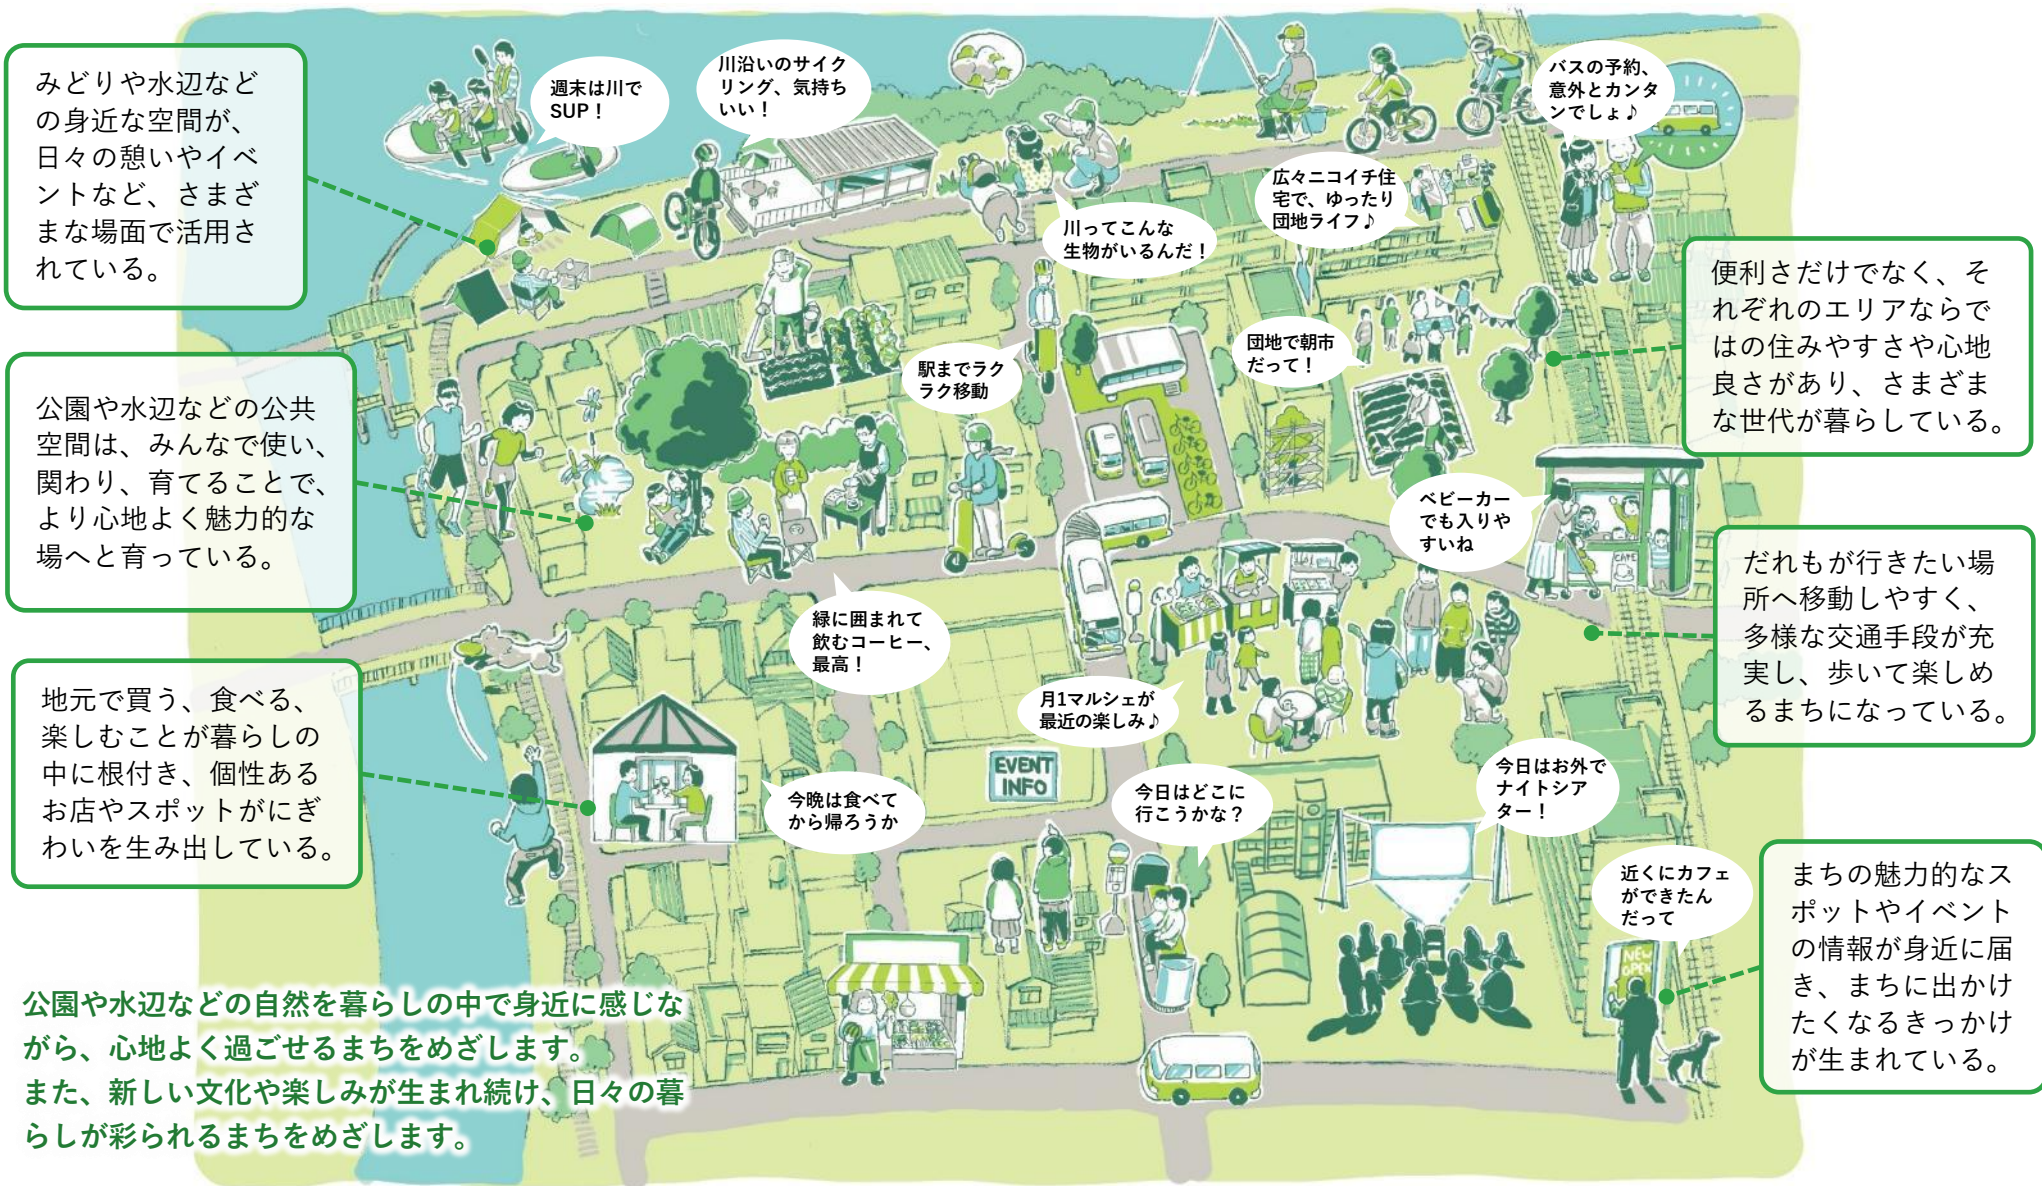 みどりや水辺など
の身近な空間が、
日々の憩いやイベ
ントなど、さまざ
まな場面で活用さ
れている。
週末は川で
SUP！
川沿いのサイク
リング、気持ち
いい！
バスの予約、
意外とカンタ
ンでしょ♪
川ってこんな
生物がいるんだ！
広々ニコイチ住
宅で、ゆったり
団地ライフ♪
便利さだけでなく、そ
れぞれのエリアならで
はの住みやすさや心地
良さがあり、さまざま
な世代が暮らしている。
公園や水辺などの公共
空間は、みんなで使い、
関わり、育てることで、
より心地よく魅力的な
場へと育っている。
駅までラク
ラク移動
団地で朝市
だって！
ベビーカー
でも入りや
すいね
CAFE
だれもが行きたい場
所へ移動しやすく、
多様な交通手段が充
実し、歩いて楽しめ
るまちになっている。
緑に囲まれて
飲むコーヒー、
最高！
地元で買う、食べる、
楽しむことが暮らしの
中に根付き、個性ある
お店やスポットがにぎ
わいを生み出している。
月1マルシェが
最近の楽しみ♪
EVENT
INFO
今晩は食べて
から帰ろうか
今日はどこに
行こうかな？
今日はお外で
ナイトシア
ター！
近くにカフェ
ができたん
だって
NEW
OPEN
まちの魅力的なス
ポットやイベント
の情報が身近に届
き、まちに出かけ
たくなるきっかけ
が生まれている。
公園や水辺などの自然を暮らしの中で身近に感じな
がら、心地よく過ごせるまちをめざします。
また、新しい文化や楽しみが生まれ続け、日々の暮
らしが彩られるまちをめざします。